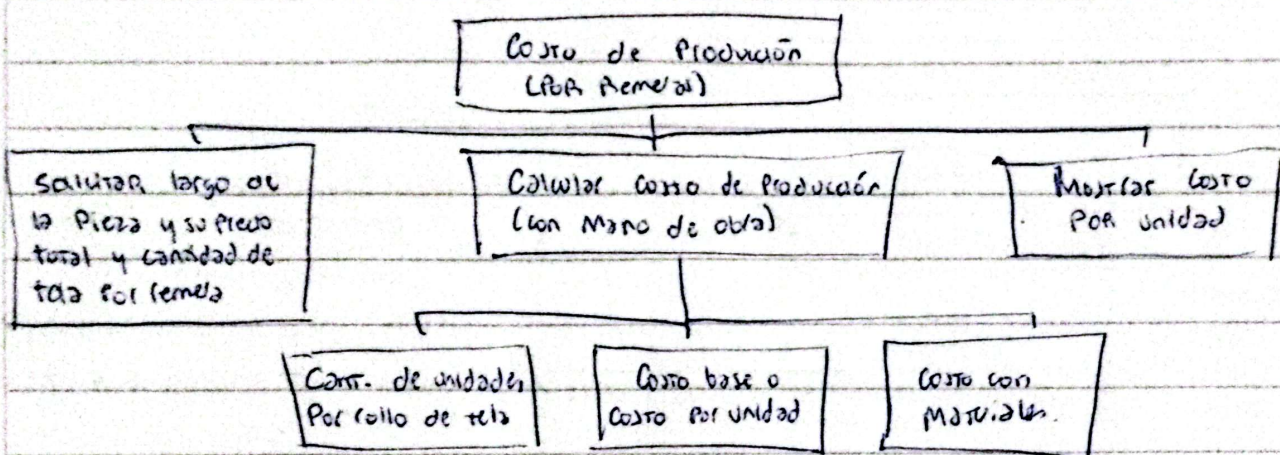 Costo de Producción
(POR Remeras)
Solicitar largo de
la Pieza y su precio
total y cantidad de
tela por remera
Calcular costo de Producción
(con Mano de obra)
Mostrar Costo
POR unidad
Cant. de unidades
Por rollo de tela
Costo base o
costo por unidad
Costo con
Materiales.